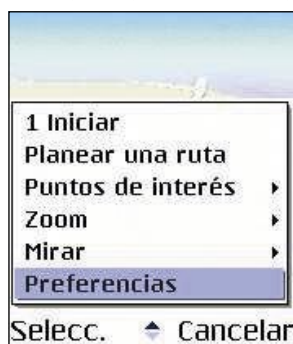 1 Iniciar
Planear una ruta
Puntos de interés
Zoom
Mirar
Preferencias
Selecc. Cancelar